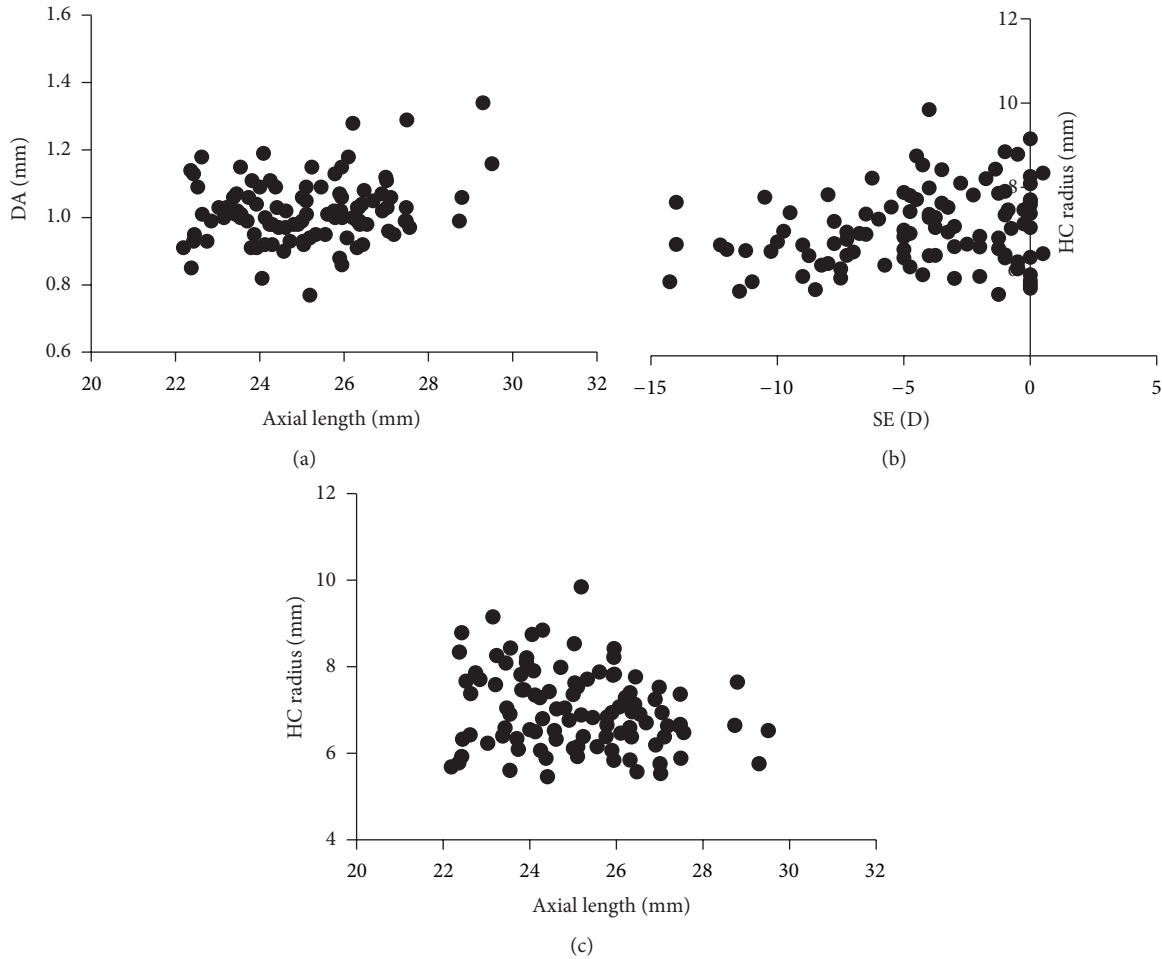 1.6
1.4
1.2
1.0
0.8
0.6
DA (mm)
20 22 24 26 28 30 32
Axial length (mm)
(a)
12
10
8
HC radius (mm)
−15 −10 −5 0 5
SE (D)
(b)
12
10
8
6
4
HC radius (mm)
20 22 24 26 28 30 32
Axial length (mm)
(c)